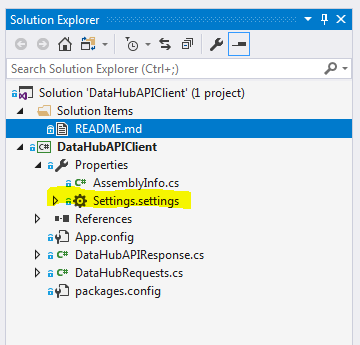 Solution Explorer
Search Solution Explorer (Ctrl+;)
Solution 'DataHubAPIClient' (1 project)
Solution Items
README.md
C# DataHubAPIClient
Properties
C# AssemblyInfo.cs
Settings.settings
References
App.config
C# DataHubAPIResponse.cs
C# DataHubRequests.cs
packages.config